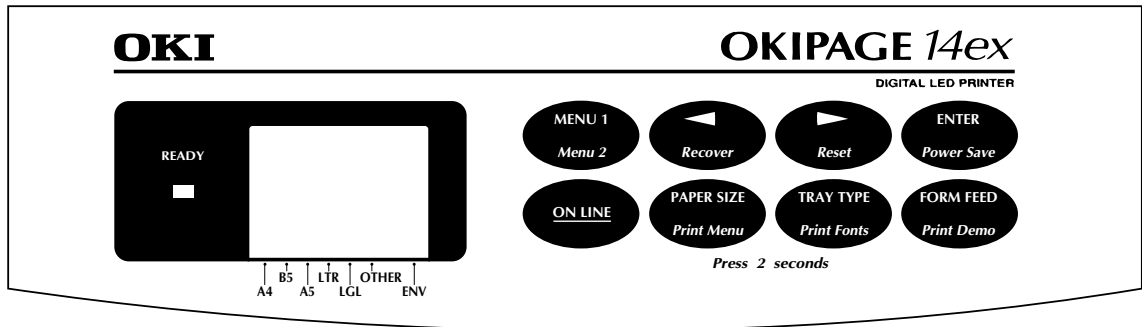 OKI
OKIPAGE 14ex
DIGITAL LED PRINTER
READY
MENU 1
Menu 2
Recover
Reset
ENTER
Power Save
ON LINE
PAPER SIZE
Print Menu
TRAY TYPE
Print Fonts
FORM FEED
Print Demo
Press 2 seconds
B5 LTR OTHER
A4 A5 LGL ENV